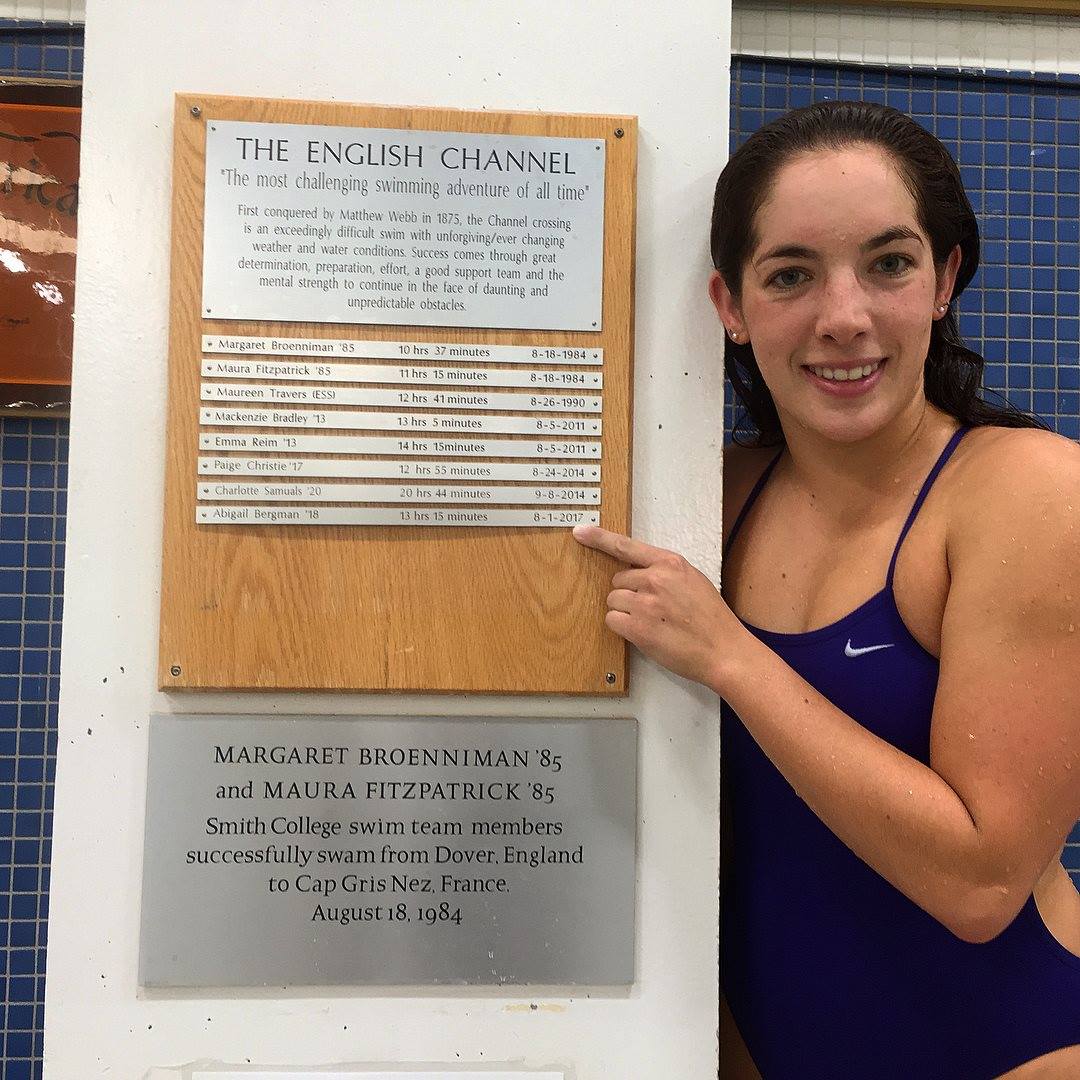 THE ENGLISH CHANNEL
"The most challenging swimming adventure of all time"
First conquered by Matthew Webb in 1875, the Channel crossing
is an exceedingly difficult swim with unforgiving/ever changing
weather and water conditions. Success comes through great
determination, preparation, effort, a good support team and the
mental strength to continue in the face of daunting and
unpredictable obstacles.
Margaret Broenniman '85 10 hrs 37 minutes 8-18-1984
Maura Fitzpatrick '85 11 hrs 15 minutes 8-18-1984
Maureen Travers (ESS) 12 hrs 41 minutes 8-26-1990
Mackenzie Bradley '13 13 hrs 5 minutes 8-5-2011
Emma Reim '13 14 hrs 15minutes 8-5-2011
Paige Christie '17 12 hrs 55 minutes 8-24-2014
Charlotte Samuals '20 20 hrs 44 minutes 9-8-2014
Abigail Bergman '18 13 hrs 15 minutes 8-1-2017
MARGARET BROENNIMAN '85
and MAURA FITZPATRICK '85
Smith College swim team members
successfully swam from Dover, England
to Cap Gris Nez, France.
August 18, 1984